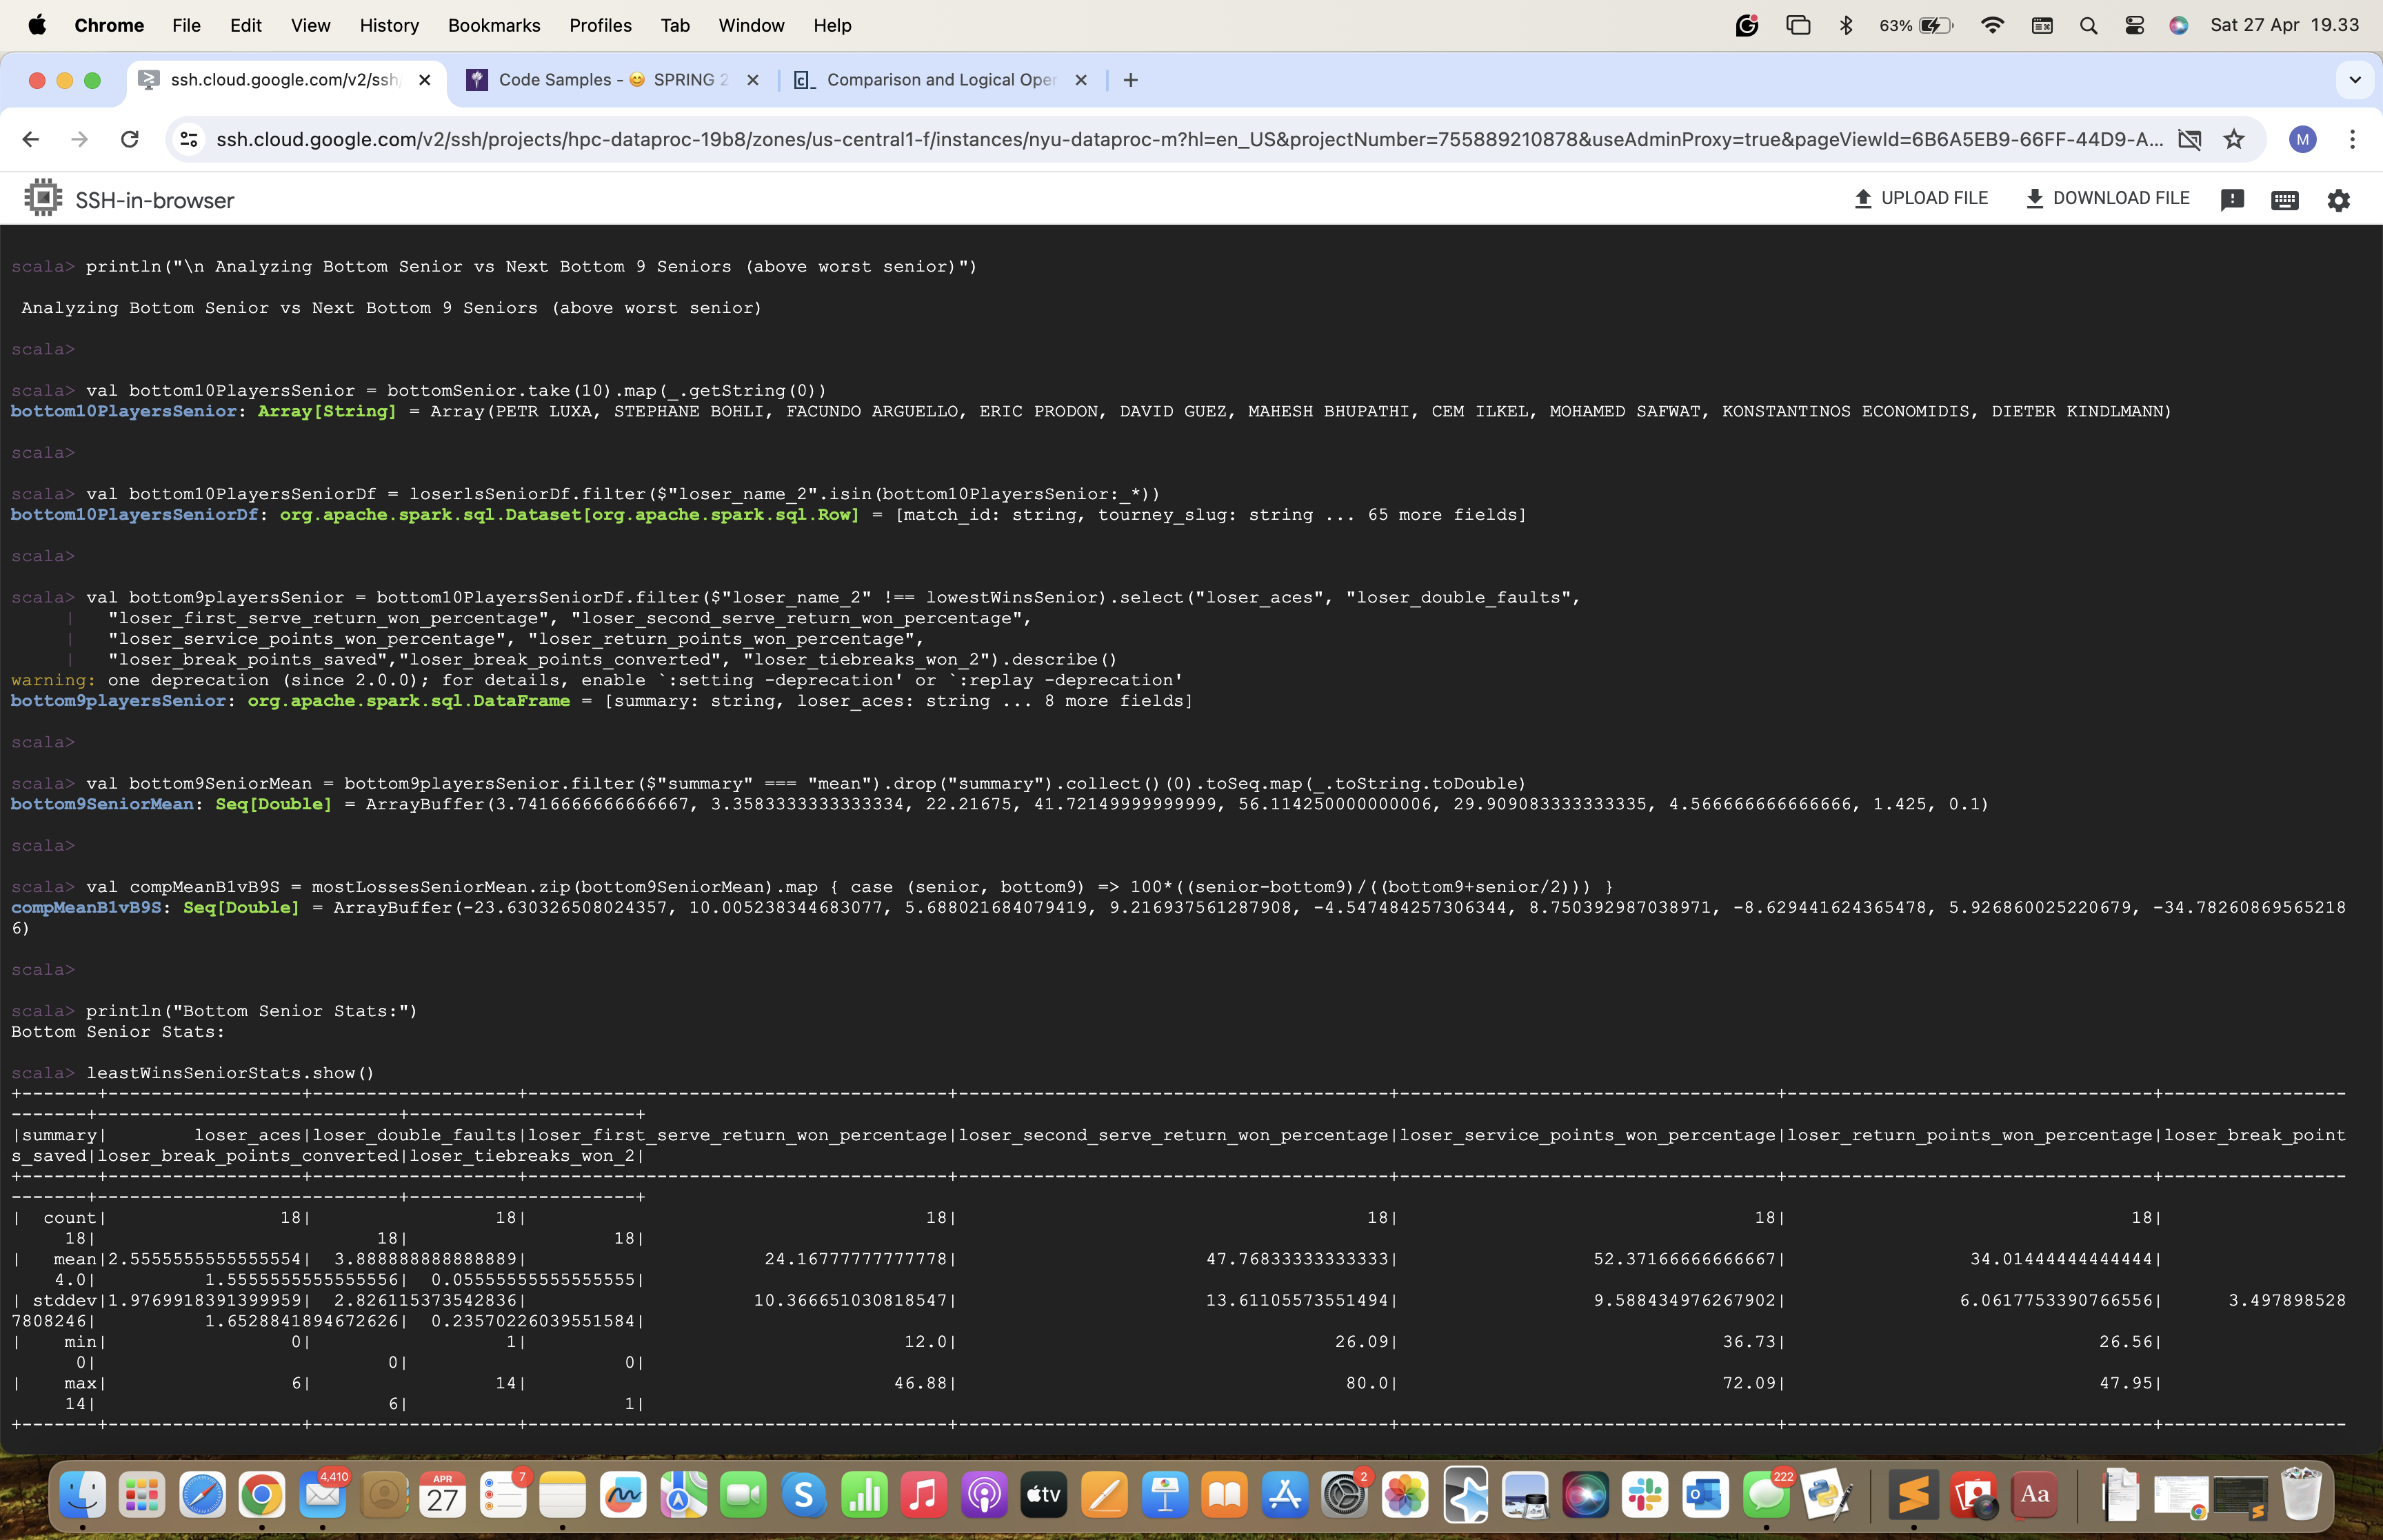 Chrome File Edit View History Bookmarks Profiles Tab Window Help 63% Sat 27 Apr 19.33
ssh.cloud.google.com/v2/ssh/ Code Samples - 😊 SPRING 2 Comparison and Logical Oper
ssh.cloud.google.com/v2/ssh/projects/hpc-dataproc-19b8/zones/us-central1-f/instances/nyu-dataproc-m?hl=en_US&projectNumber=755889210878&useAdminProxy=true&pageViewId=6B6A5EB9-66FF-44D9-A... M
SSH-in-browser UPLOAD FILE DOWNLOAD FILE
scala> println("\n Analyzing Bottom Senior vs Next Bottom 9 Seniors (above worst senior)")
Analyzing Bottom Senior vs Next Bottom 9 Seniors (above worst senior)
scala>
scala> val bottom10PlayersSenior = bottomSenior.take(10).map(_.getString(0))
bottom10PlayersSenior: Array[String] = Array(PETR LUXA, STEPHANE BOHLI, FACUNDO ARGUELLO, ERIC PRODON, DAVID GUEZ, MAHESH BHUPATHI, CEM ILKEL, MOHAMED SAFWAT, KONSTANTINOS ECONOMIDIS, DIETER KINDLMANN)
scala>
scala> val bottom10PlayersSeniorDf = loserlsSeniorDf.filter($"loser_name_2".isin(bottom10PlayersSenior:_*))
bottom10PlayersSeniorDf: org.apache.spark.sql.Dataset[org.apache.spark.sql.Row] = [match_id: string, tourney_slug: string ... 65 more fields]
scala>
scala> val bottom9playersSenior = bottom10PlayersSeniorDf.filter($"loser_name_2" !== lowestWinsSenior).select("loser_aces", "loser_double_faults",
| "loser_first_serve_return_won_percentage", "loser_second_serve_return_won_percentage",
| "loser_service_points_won_percentage", "loser_return_points_won_percentage",
| "loser_break_points_saved","loser_break_points_converted", "loser_tiebreaks_won_2").describe()
warning: one deprecation (since 2.0.0); for details, enable `:setting -deprecation' or `:replay -deprecation'
bottom9playersSenior: org.apache.spark.sql.DataFrame = [summary: string, loser_aces: string ... 8 more fields]
scala>
scala> val bottom9SeniorMean = bottom9playersSenior.filter($"summary" === "mean").drop("summary").collect()(0).toSeq.map(_.toString.toDouble)
bottom9SeniorMean: Seq[Double] = ArrayBuffer(3.7416666666666667, 3.3583333333333334, 22.21675, 41.72149999999999, 56.114250000000006, 29.909083333333335, 4.566666666666666, 1.425, 0.1)
scala>
scala> val compMeanB1vB9S = mostLossesSeniorMean.zip(bottom9SeniorMean).map { case (senior, bottom9) => 100*((senior-bottom9)/((bottom9+senior/2))) }
compMeanB1vB9S: Seq[Double] = ArrayBuffer(-23.630326508024357, 10.005238344683077, 5.688021684079419, 9.216937561287908, -4.547484257306344, 8.750392987038971, -8.629441624365478, 5.926860025220679, -34.78260869565218
6)
scala>
scala> println("Bottom Senior Stats:")
Bottom Senior Stats:
scala> leastWinsSeniorStats.show()
|summary| loser_aces|loser_double_faults|loser_first_serve_return_won_percentage|loser_second_serve_return_won_percentage|loser_service_points_won_percentage|loser_return_points_won_percentage|loser_break_point
s_saved|loser_break_points_converted|loser_tiebreaks_won_2|
| count| 18| 18| 18| 18| 18| 18|
18| 18| 18|
| mean|2.5555555555555554| 3.888888888888889| 24.16777777777778| 47.76833333333333| 52.37166666666667| 34.01444444444444|
4.0| 1.5555555555555556| 0.05555555555555555|
| stddev|1.9769918391399959| 2.826115373542836| 10.366651030818547| 13.61105573551494| 9.588434976267902| 6.0617753390766556| 3.497898528
7808246| 1.6528841894672626| 0.23570226039551584|
| min| 0| 1| 12.0| 26.09| 36.73| 26.56|
0| 0| 0|
| max| 6| 14| 46.88| 80.0| 72.09| 47.95|
14| 6| 1|
4,410 APR 27 7 tv 2 222 Aa